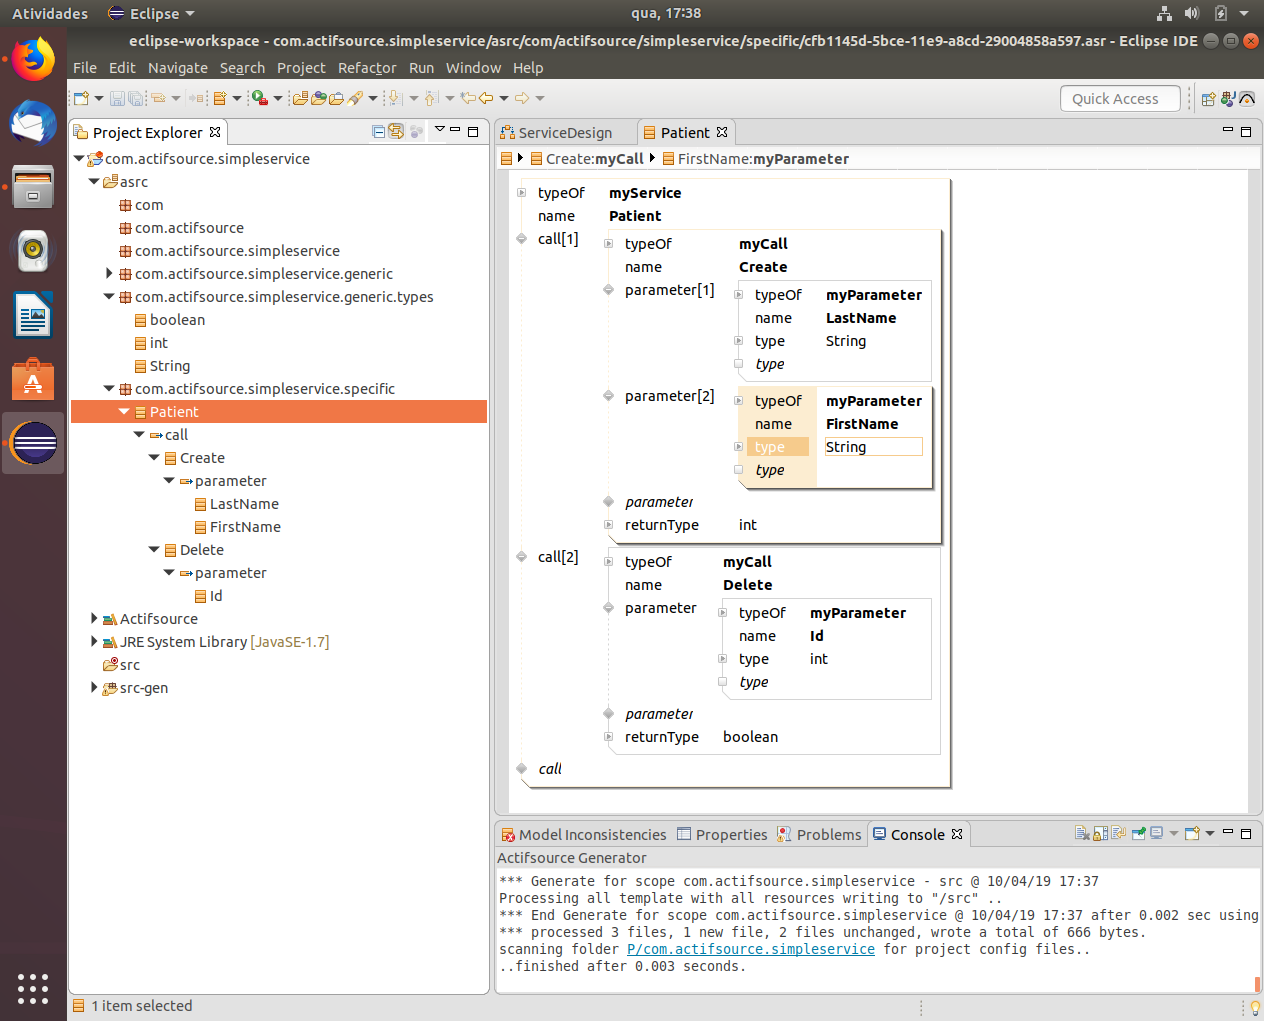 Atividades Eclipse qua, 17:38
eclipse-workspace - com.actifsource.simpleservice/asrc/com/actifsource/simpleservice/specific/cfb1145d-5bce-11e9-a8cd-29004858a597.asr - Eclipse IDE
File Edit Navigate Search Project Refactor Run Window Help
Quick Access
Project Explorer
com.actifsource.simpleservice
asrc
com
com.actifsource
com.actifsource.simpleservice
com.actifsource.simpleservice.generic
com.actifsource.simpleservice.generic.types
boolean
int
String
com.actifsource.simpleservice.specific
Patient
call
Create
parameter
LastName
FirstName
Delete
parameter
Id
Actifsource
JRE System Library [JavaSE-1.7]
src
src-gen
ServiceDesign Patient
Create:myCall FirstName:myParameter
typeOf myService
name Patient
call[1] typeOf myCall
name Create
parameter[1] typeOf myParameter
name LastName
type String
type
parameter[2] typeOf myParameter
name FirstName
type String
type
parameter
returnType int
call[2] typeOf myCall
name Delete
parameter typeOf myParameter
name Id
type int
type
parameter
returnType boolean
call
Model Inconsistencies Properties Problems Console
Actifsource Generator
*** Generate for scope com.actifsource.simpleservice - src @ 10/04/19 17:37
Processing all template with all resources writing to "/src" ..
*** End Generate for scope com.actifsource.simpleservice @ 10/04/19 17:37 after 0.002 sec using
*** processed 3 files, 1 new file, 2 files unchanged, wrote a total of 666 bytes.
scanning folder P/com.actifsource.simpleservice for project config files..
..finished after 0.003 seconds.
1 item selected